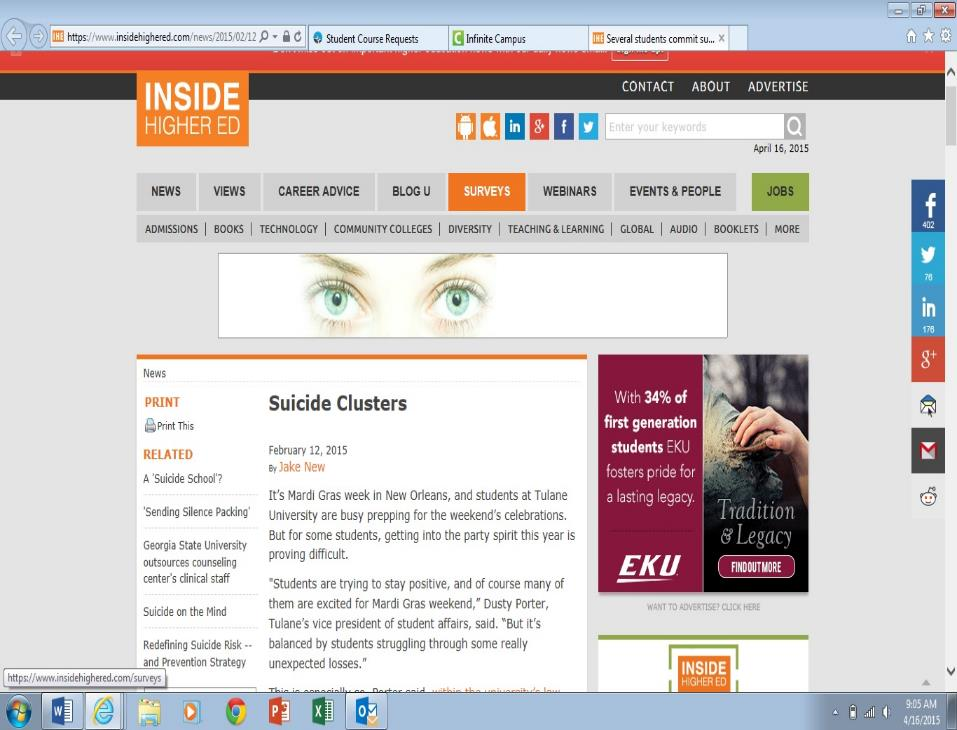 https://www.insidehighered.com/news/2015/02/12
Student Course Requests
Infinite Campus
Several students commit su...
CONTACT ABOUT ADVERTISE
INSIDE
HIGHER ED
Enter your keywords
April 16, 2015
NEWS VIEWS CAREER ADVICE BLOG U SURVEYS WEBINARS EVENTS & PEOPLE JOBS
ADMISSIONS | BOOKS | TECHNOLOGY | COMMUNITY COLLEGES | DIVERSITY | TEACHING & LEARNING | GLOBAL | AUDIO | BOOKLETS | MORE
402
76
176
News
PRINT
Print This
RELATED
A 'Suicide School'?
'Sending Silence Packing'
Georgia State University
outsources counseling
center's clinical staff
Suicide on the Mind
Redefining Suicide Risk --
and Prevention Strategy
Suicide Clusters
February 12, 2015
By Jake New
It's Mardi Gras week in New Orleans, and students at Tulane
University are busy prepping for the weekend's celebrations.
But for some students, getting into the party spirit this year is
proving difficult.
"Students are trying to stay positive, and of course many of
them are excited for Mardi Gras weekend," Dusty Porter,
Tulane's vice president of student affairs, said. "But it's
balanced by students struggling through some really
unexpected losses."
This is especially so, Porter said, within the university's law
With 34% of
first generation
students EKU
fosters pride for
a lasting legacy.
EKU
Tradition
& Legacy
FIND OUT MORE
WANT TO ADVERTISE? CLICK HERE
INSIDE
HIGHER ED
https://www.insidehighered.com/surveys
9:05 AM
4/16/2015